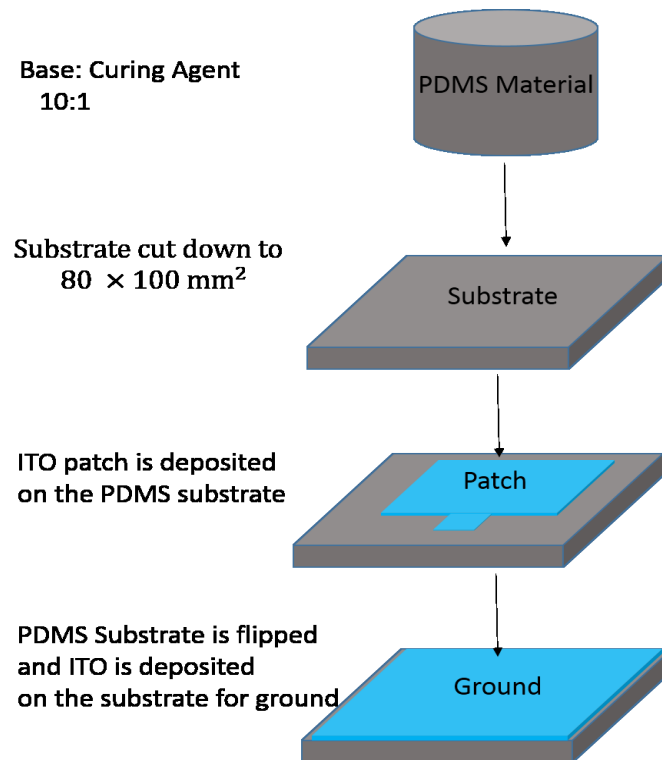 Base: Curing Agent
10:1
PDMS Material
Substrate cut down to
80 × 100 mm²
Substrate
ITO patch is deposited
on the PDMS substrate
Patch
PDMS Substrate is flipped
and ITO is deposited
on the substrate for ground
Ground